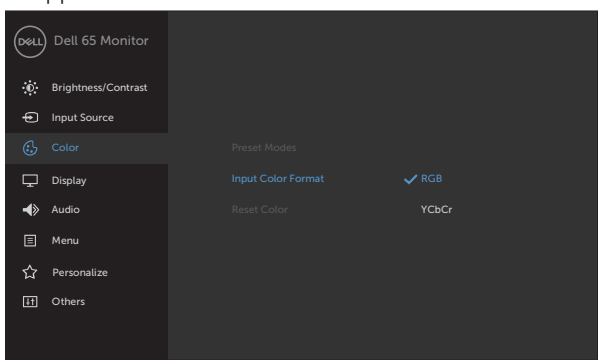 DELL
Dell 65 Monitor
Brightness/Contrast
Input Source
Color
Display
Audio
Menu
Personalize
Others
Preset Modes
Input Color Format
RGB
Reset Color
YCbCr